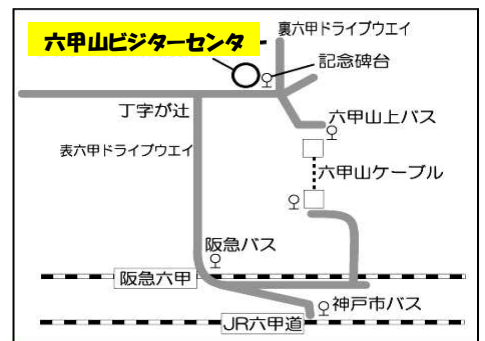 裏六甲ドライブウエイ
六甲山ビジターセンタ
記念碑台
丁字が辻
六甲山上バス
表六甲ドライブウエイ
六甲山ケーブル
阪急バス
阪急六甲
神戸市バス
JR六甲道